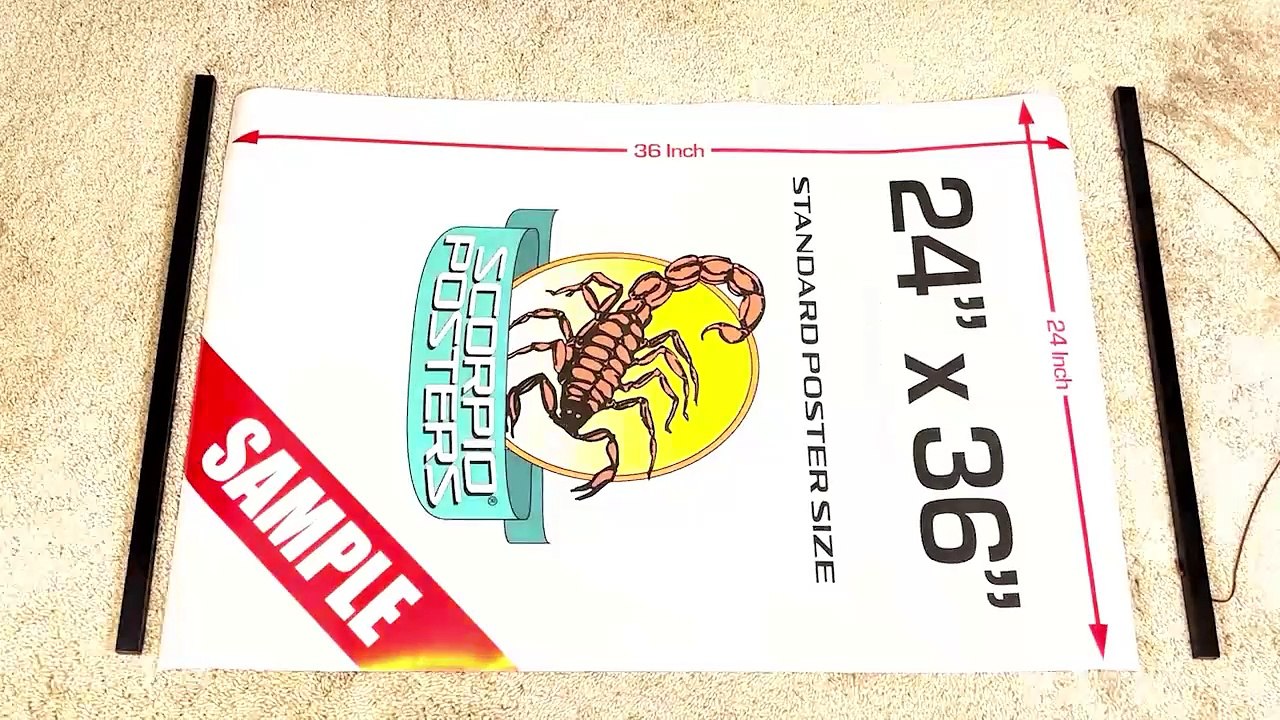 36 Inch
24 Inch
24” x 36”
STANDARD POSTER SIZE
SCORPIO
POSTERS®
SAMPLE